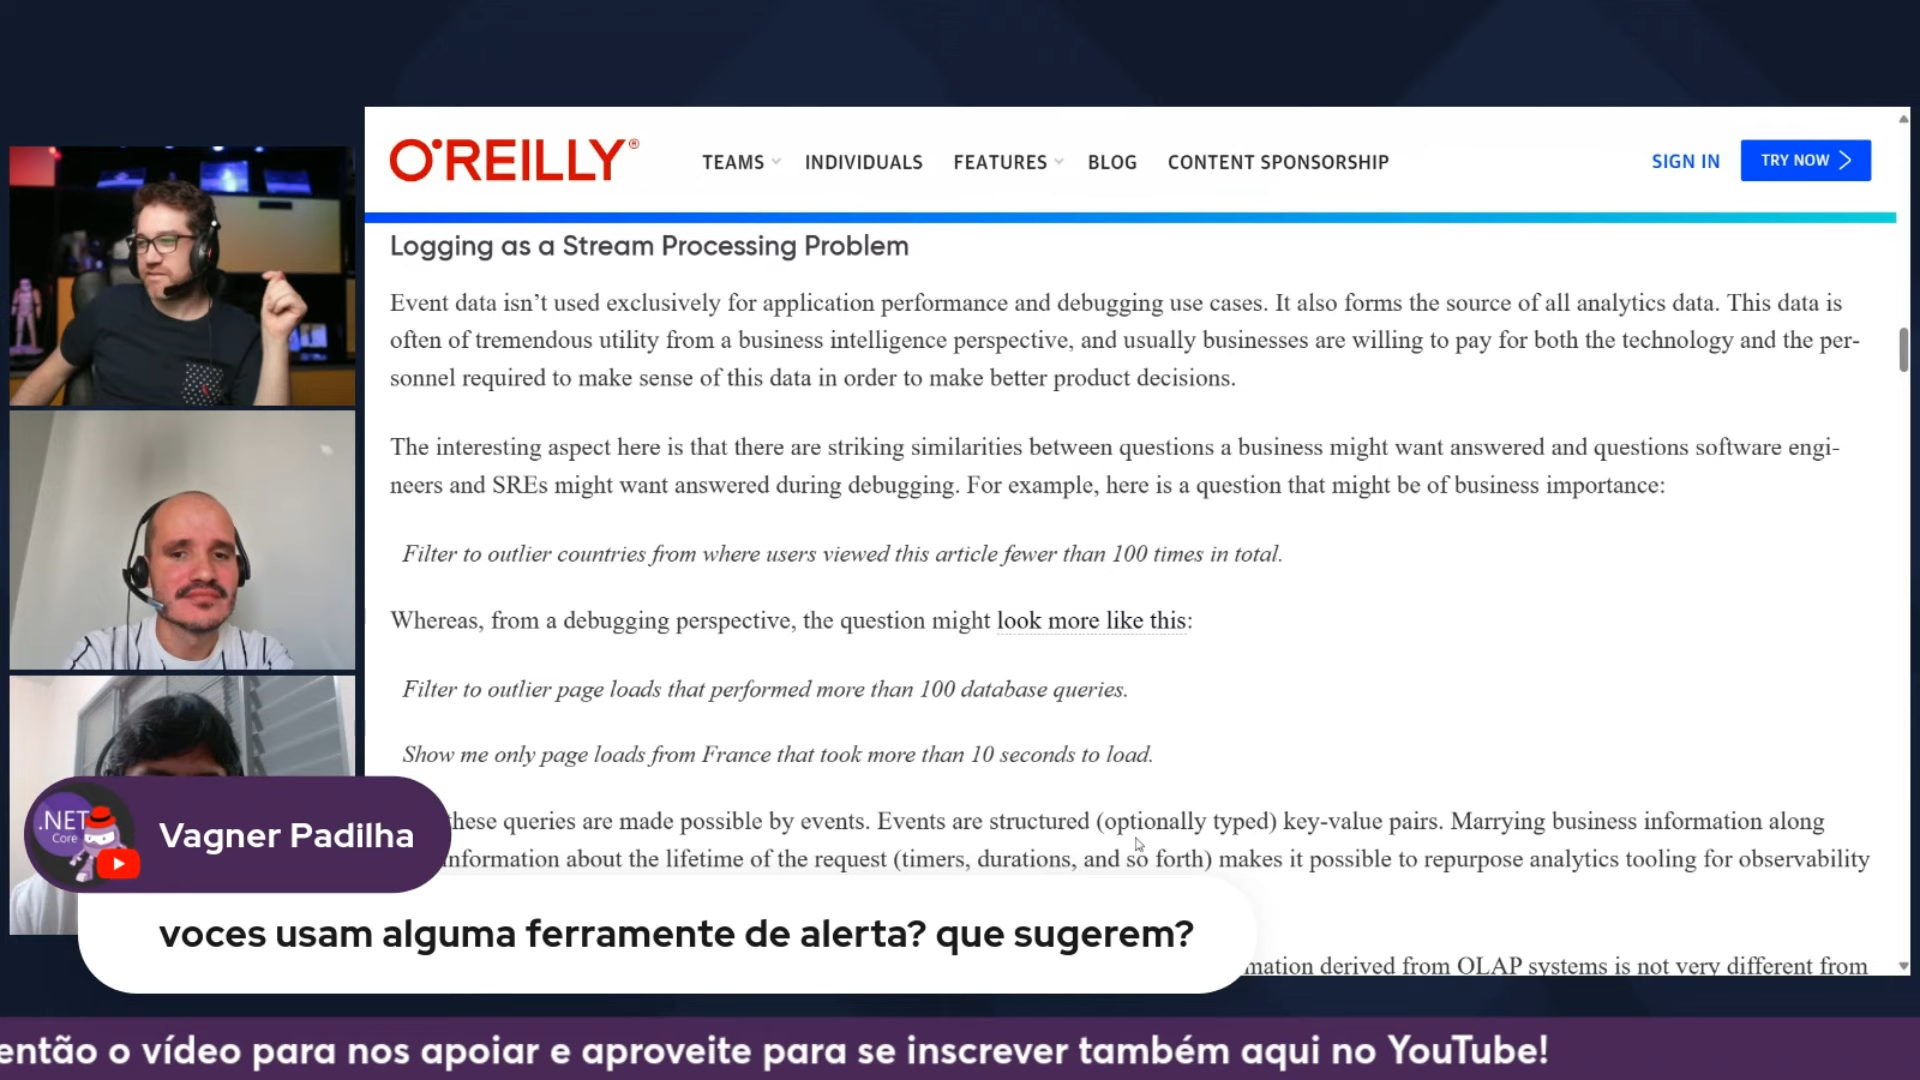 O'REILLY®
TEAMS
INDIVIDUALS
FEATURES
BLOG
CONTENT SPONSORSHIP
SIGN IN
TRY NOW
Logging as a Stream Processing Problem
Event data isn’t used exclusively for application performance and debugging use cases. It also forms the source of all analytics data. This data is
often of tremendous utility from a business intelligence perspective, and usually businesses are willing to pay for both the technology and the per-
sonnel required to make sense of this data in order to make better product decisions.
The interesting aspect here is that there are striking similarities between questions a business might want answered and questions software engi-
neers and SREs might want answered during debugging. For example, here is a question that might be of business importance:
Filter to outlier countries from where users viewed this article fewer than 100 times in total.
Whereas, from a debugging perspective, the question might look more like this:
Filter to outlier page loads that performed more than 100 database queries.
Show me only page loads from France that took more than 10 seconds to load.
these queries are made possible by events. Events are structured (optionally typed) key-value pairs. Marrying business information along
information about the lifetime of the request (timers, durations, and so forth) makes it possible to repurpose analytics tooling for observability
.NET
Core
Vagner Padilha
voces usam alguma ferramente de alerta? que sugerem?
derived from OLAP systems is not very different from
então o vídeo para nos apoiar e aproveite para se inscrever também aqui no YouTube!